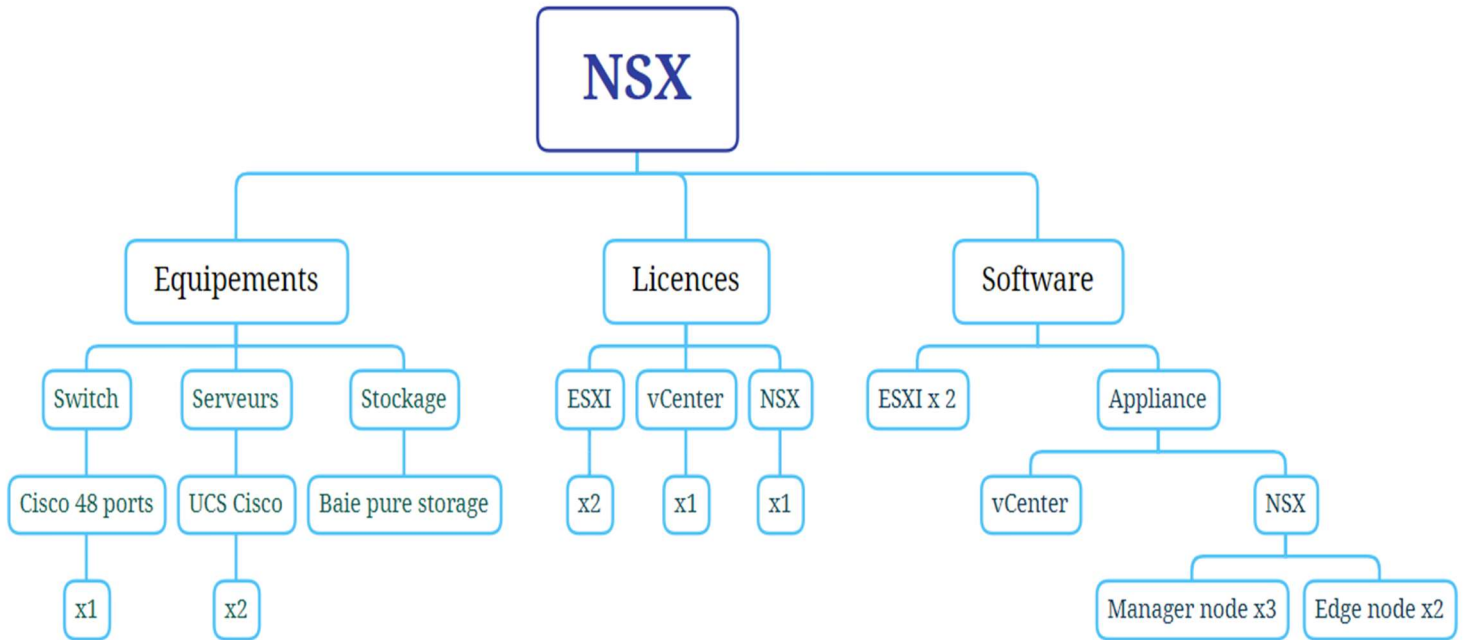 NSX
Equipements
Licences
Software
Switch
Serveurs
Stockage
ESXI
vCenter
NSX
ESXI x 2
Appliance
Cisco 48 ports
UCS Cisco
Baie pure storage
x2
x1
x1
vCenter
NSX
x1
x2
Manager node x3
Edge node x2